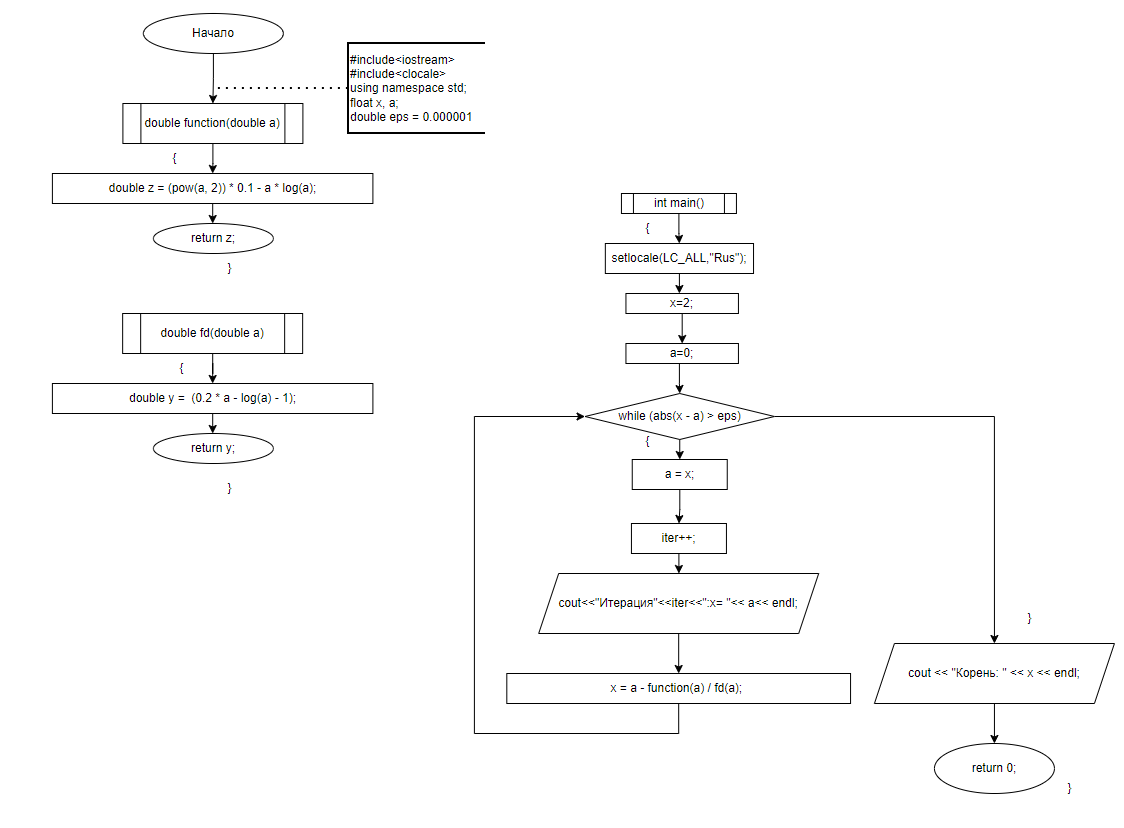 Начало
#include<iostream>
#include<clocale>
using namespace std;
float x, a;
double eps = 0.000001
double function(double a)
{
double z = (pow(a, 2)) * 0.1 - a * log(a);
return z;
}
double fd(double a)
{
double y =  (0.2 * a - log(a) - 1);
return y;
}
int main()
{
setlocale(LC_ALL,"Rus");
x=2;
a=0;
while (abs(x - a) > eps)
{
a = x;
iter++;
cout<<"Итерация"<<iter<<":x= "<< a<< endl;
x = a - function(a) / fd(a);
}
cout << "Корень: " << x << endl;
return 0;
}